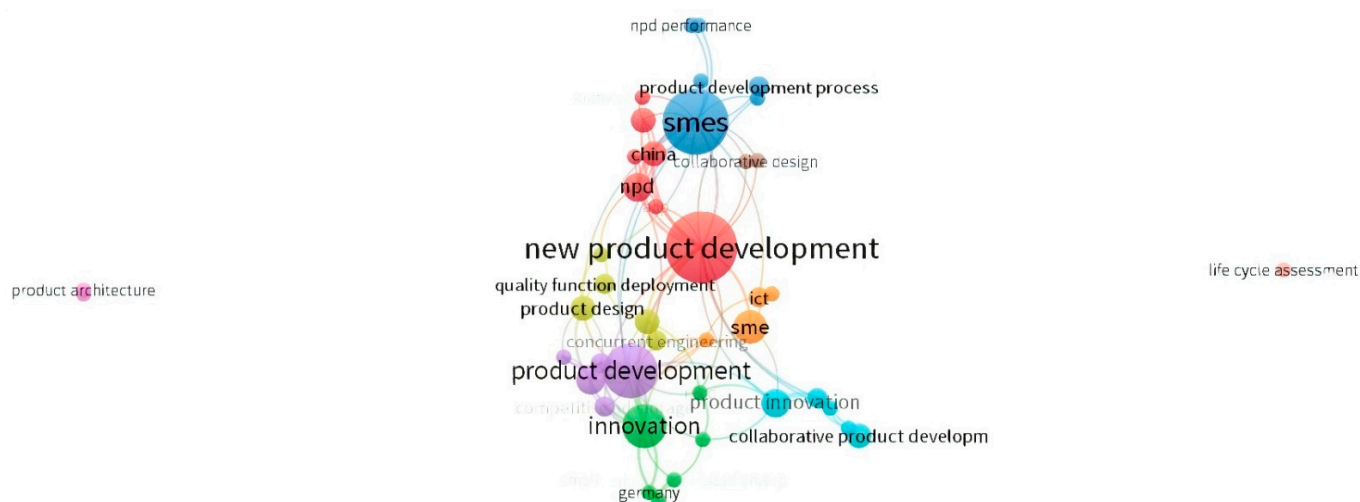 npd performance
product development process
smes
china
collaborative design
npd
new product development
life cycle assessment
product architecture
quality function deployment
ict
product design
sme
concurrent engineering
product development
product innovation
innovation
collaborative product developm
germany